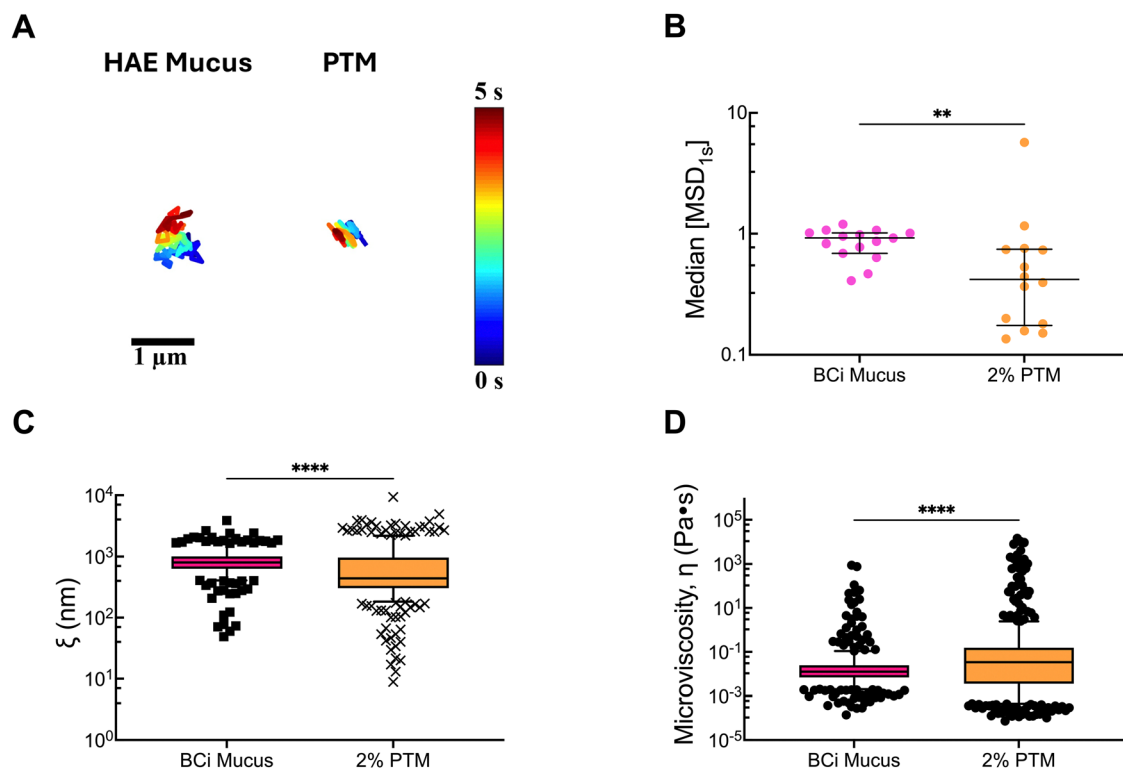 A
HAE Mucus PTM
5 s
0 s
1 µm
B
**
Median [MSD1s]
10
1
0.1
BCi Mucus 2% PTM
C
****
ξ (nm)
10^4
10^3
10^2
10^1
10^0
BCi Mucus 2% PTM
D
****
Microviscosity, η (Pa•s)
10^5
10^3
10^1
10^-1
10^-3
10^-5
BCi Mucus 2% PTM